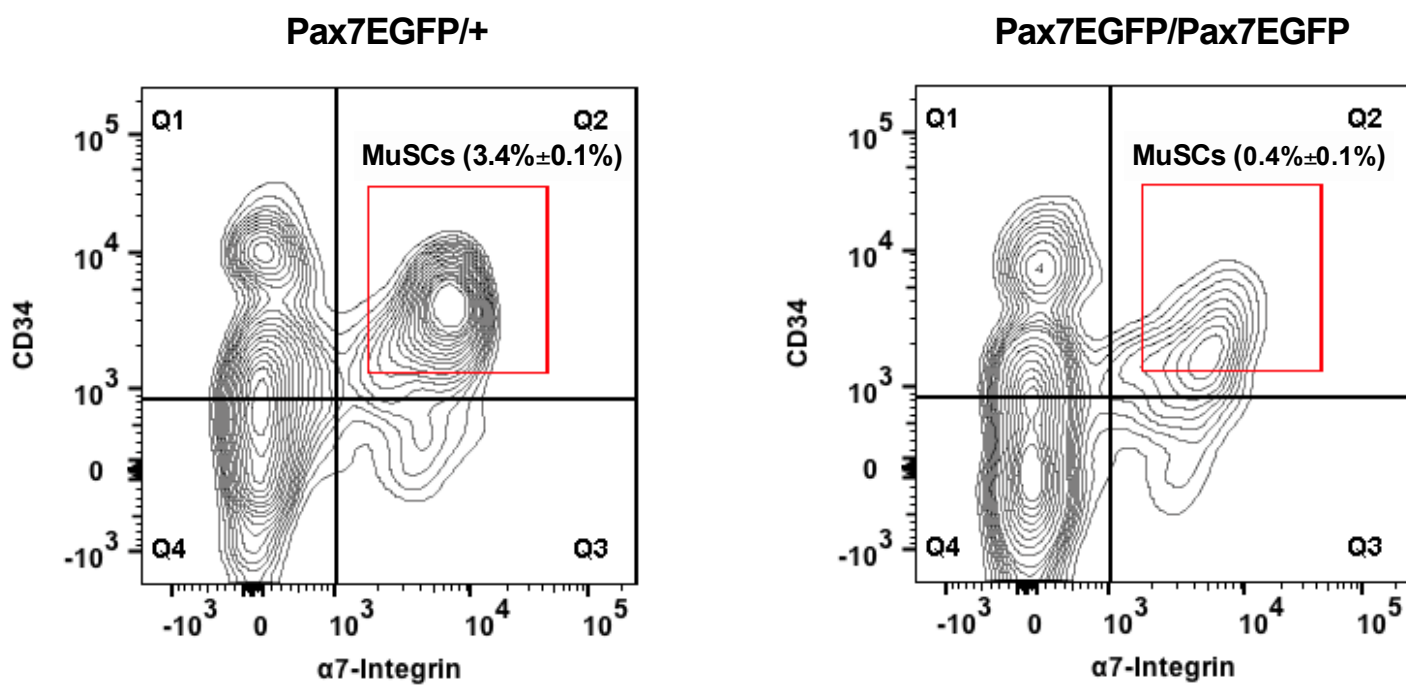 Pax7EGFP/+
Q1
Q2
MuSCs (3.4%±0.1%)
Q4
Q3
10^5
10^4
10^3
0
-10^3
CD34
-10^3
0
10^3
10^4
10^5
α7-Integrin
Pax7EGFP/Pax7EGFP
Q1
Q2
MuSCs (0.4%±0.1%)
4
Q4
Q3
10^5
10^4
10^3
0
-10^3
CD34
-10^3
0
10^3
10^4
10^5
α7-Integrin